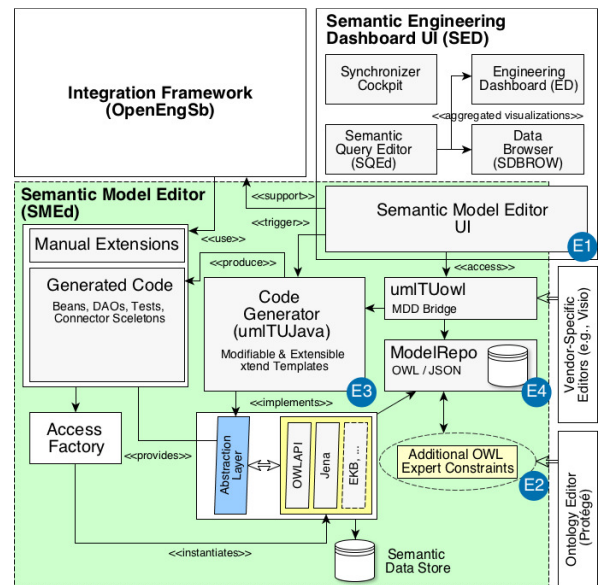 Semantic Engineering
Dashboard UI (SED)
Integration Framework
(OpenEngSb)
Synchronizer
Cockpit
Engineering
Dashboard (ED)
<<aggregated visualizations>>
Semantic Query
Editor (SQEd)
Data
Browser
(SDBROW)
Semantic Model Editor
(SMEd)
<<support>>
Semantic Model Editor
UI
E1
<<trigger>>
Manual Extensions
<<use>>
<<produce>>
<<access>>
Generated Code
Beans, DAOs, Tests,
Connector Sceletons
Code
Generator
(umlTUJava)
Modifiable & Extensible
xtend Templates
E3
umlTUowl
MDD Bridge
ModelRepo
OWL / JSON
E4
Vendor-Specific
Editors (e.g., Visio)
<<implements>>
Access
Factory
<<provides>>
Abstraction
Layer
OWLAPI
Jena
EKB, ...
Additional OWL
Expert Constraints
E2
Ontology Editor
(Protégé)
<<instantiates>>
Semantic
Data Store